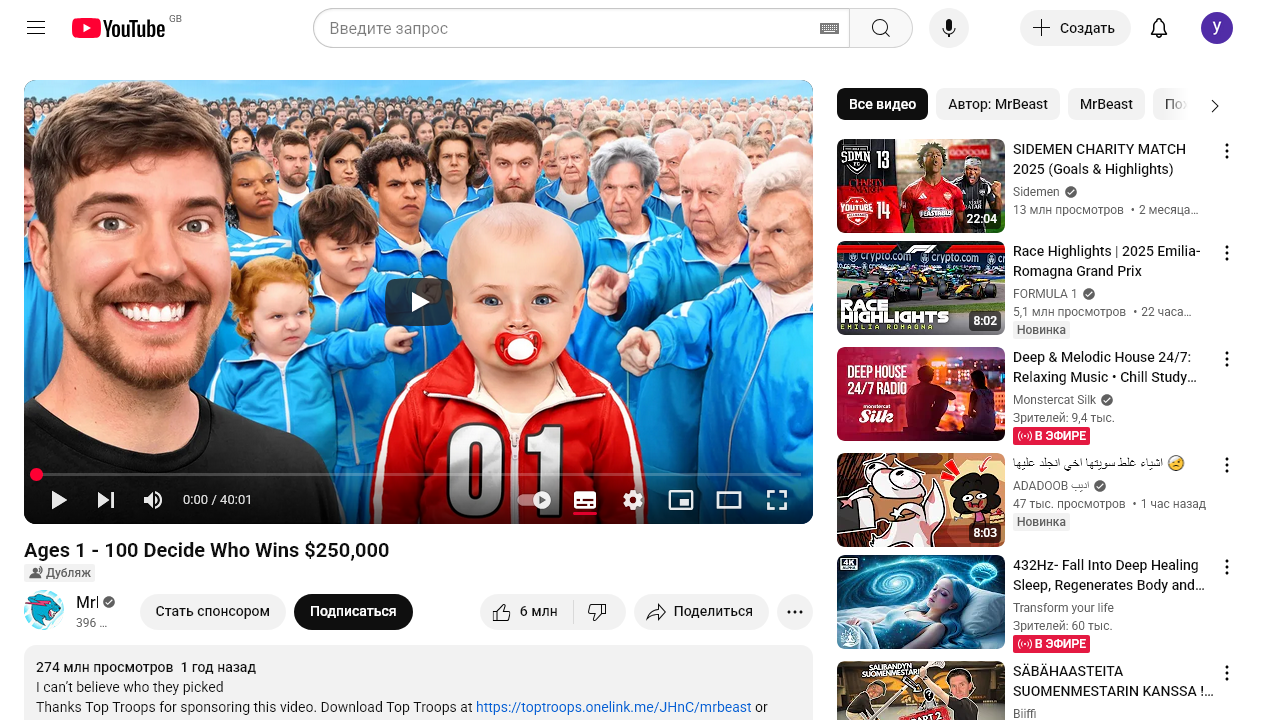 YouTube
GB
Введите запрос
Создать
У
01
0:00 / 40:01
Ages 1 - 100 Decide Who Wins $250,000
Дубляж
Mr
396 ...
Стать спонсором
Подписаться
6 млн
Поделиться
274 млн просмотров 1 год назад
I can't believe who they picked
Thanks Top Troops for sponsoring this video. Download Top Troops at https://toptroops.onelink.me/JHnC/mrbeast or
Все видео
Автор: MrBeast
MrBeast
SDMN 13
CHARITY MATCH
YOUTUBE 14
GOOOOAL
22:04
SIDEMEN CHARITY MATCH
2025 (Goals & Highlights)
Sidemen
13 млн просмотров • 2 месяца...
crypto.com
crypto.com
RACE
HIGHLIGHTS
EMILIA ROMAGNA
8:02
Race Highlights | 2025 Emilia-
Romagna Grand Prix
FORMULA 1
5,1 млн просмотров • 22 часа...
Новинка
DEEP HOUSE
24/7 RADIO
monstercat
Silk
Deep & Melodic House 24/7:
Relaxing Music • Chill Study...
Monstercat Silk
Зрителей: 9,4 тыс.
В ЭФИРЕ
8:03
اشياء غلط سويتها اخي انجلد عليها 🤕
ADADOOB اديب
47 тыс. просмотров • 1 час назад
Новинка
4K
432Hz- Fall Into Deep Healing
Sleep, Regenerates Body and...
Transform your life
Зрителей: 60 тыс.
В ЭФИРЕ
SALIBANDYN
SUOMENMESTARI
PART 2
SÄBÄHAASTEITA
SUOMENMESTARIN KANSSA !...
Biiffi